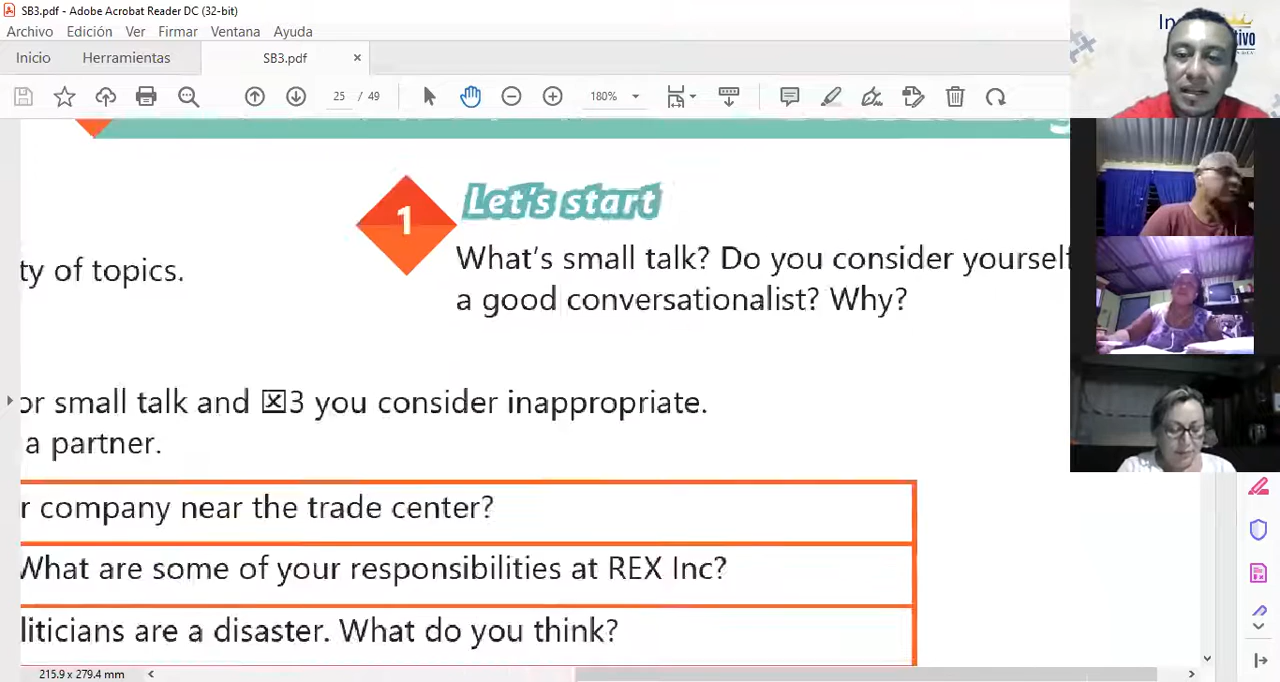 SB3.pdf - Adobe Acrobat Reader DC (32-bit)
Archivo Edición Ver Firmar Ventana Ayuda
Inicio Herramientas SB3.pdf ×
25 / 49 180%
1
Let's start
What's small talk? Do you consider yourself
ty of topics.
a good conversationalist? Why?
or small talk and ☒3 you consider inappropriate.
a partner.
r company near the trade center?
What are some of your responsibilities at REX Inc?
liticians are a disaster. What do you think?
215.9 x 279.4 mm